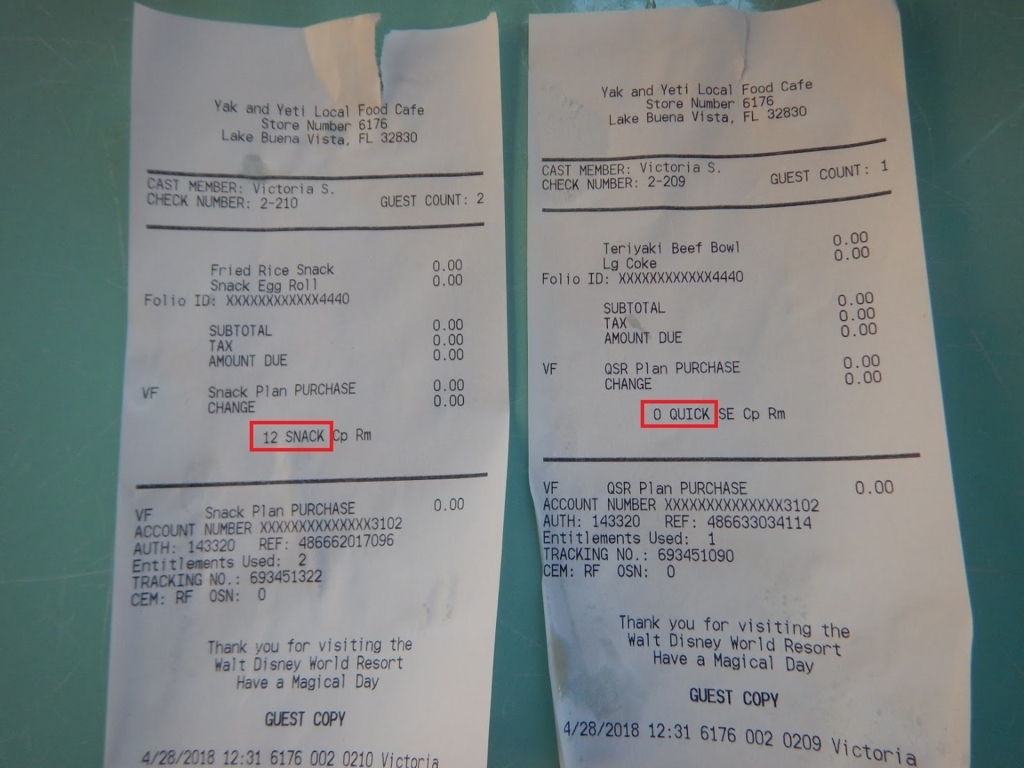 Yak and Yeti Local Food Cafe
Store Number 6176
Lake Buena Vista, FL 32830
CAST MEMBER: Victoria S.
CHECK NUMBER: 2-210 GUEST COUNT: 2
Fried Rice Snack 0.00
Snack Egg Roll 0.00
Folio ID: XXXXXXXXXXXX4440
SUBTOTAL 0.00
TAX 0.00
AMOUNT DUE 0.00
VF Snack Plan PURCHASE 0.00
CHANGE 0.00
12 SNACK Cp Rm
VF Snack Plan PURCHASE 0.00
ACCOUNT NUMBER XXXXXXXXXXXXXX3102
AUTH: 143320 REF: 486662017096
Entitlements Used: 2
TRACKING NO.: 693451322
CEM: RF OSN: 0
Thank you for visiting the
Walt Disney World Resort
Have a Magical Day
GUEST COPY
4/28/2018 12:31 6176 002 0210 Victoria
Yak and Yeti Local Food Cafe
Store Number 6176
Lake Buena Vista, FL 32830
CAST MEMBER: Victoria S.
CHECK NUMBER: 2-209 GUEST COUNT: 1
Teriyaki Beef Bowl 0.00
Lg Coke 0.00
Folio ID: XXXXXXXXXXXX4440
SUBTOTAL 0.00
TAX 0.00
AMOUNT DUE 0.00
VF QSR Plan PURCHASE 0.00
CHANGE 0.00
0 QUICK SE Cp Rm
VF QSR Plan PURCHASE 0.00
ACCOUNT NUMBER XXXXXXXXXXXXXX3102
AUTH: 143320 REF: 486633034114
Entitlements Used: 1
TRACKING NO.: 693451090
CEM: RF OSN: 0
Thank you for visiting the
Walt Disney World Resort
Have a Magical Day
GUEST COPY
4/28/2018 12:31 6176 002 0209 Victoria